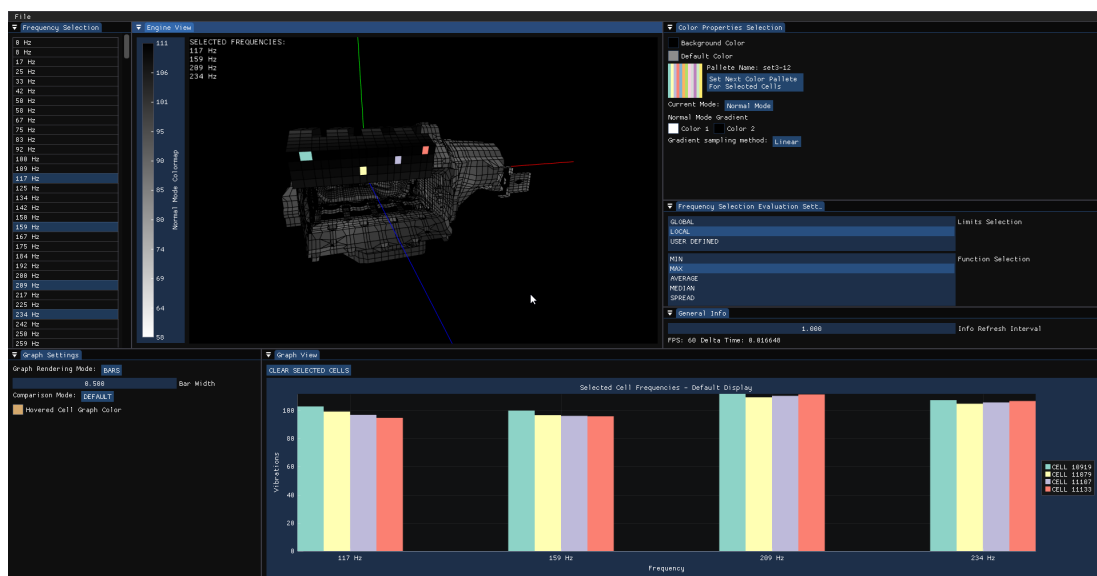 File
Frequency Selection
0 Hz
8 Hz
17 Hz
25 Hz
33 Hz
42 Hz
50 Hz
58 Hz
67 Hz
75 Hz
83 Hz
92 Hz
100 Hz
109 Hz
117 Hz
125 Hz
134 Hz
142 Hz
150 Hz
159 Hz
167 Hz
175 Hz
184 Hz
192 Hz
200 Hz
209 Hz
217 Hz
225 Hz
234 Hz
242 Hz
250 Hz
259 Hz
Engine View
111
106
101
95
90
85
80
74
69
64
58
Normal Mode Colormap
SELECTED FREQUENCIES:
117 Hz
159 Hz
209 Hz
234 Hz
Color Properties Selection
Background Color
Default Color
Pallete Name: set3-12
Set Next Color Pallete
For Selected Cells
Current Mode: Normal Mode
Normal Mode Gradient
Color 1 Color 2
Gradient sampling method: Linear
Frequency Selection Evaluation Sett…
GLOBAL
LOCAL
USER DEFINED
Limits Selection
MIN
MAX
AVERAGE
MEDIAN
SPREAD
Function Selection
General Info
1.000 Info Refresh Interval
FPS: 60 Delta Time: 0.016648
Graph Settings
Graph Rendering Mode: BARS
0.500 Bar Width
Comparison Mode: DEFAULT
Hovered Cell Graph Color
Graph View
CLEAR SELECTED CELLS
Selected Cell Frequencies - Default Display
Vibrations
100
80
60
40
20
0
117 Hz 159 Hz 209 Hz 234 Hz
Frequency
CELL 10919
CELL 11079
CELL 11107
CELL 11133